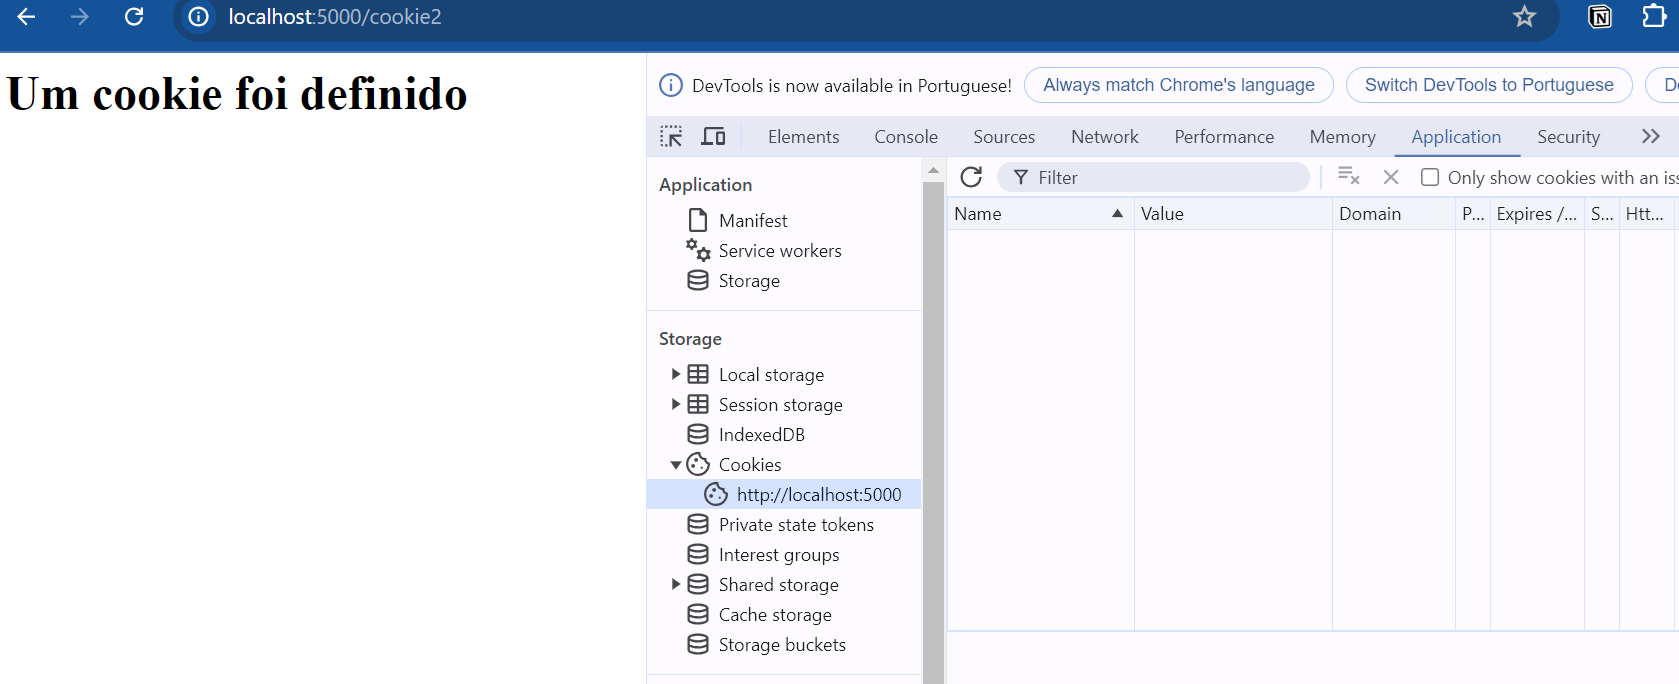 localhost:5000/cookie2
Um cookie foi definido
DevTools is now available in Portuguese! Always match Chrome's language Switch DevTools to Portuguese
Elements Console Sources Network Performance Memory Application Security
Filter Only show cookies with an
Name Value Domain P... Expires /... S... Htt...
Application
Manifest
Service workers
Storage
Storage
Local storage
Session storage
IndexedDB
Cookies
http://localhost:5000
Private state tokens
Interest groups
Shared storage
Cache storage
Storage buckets